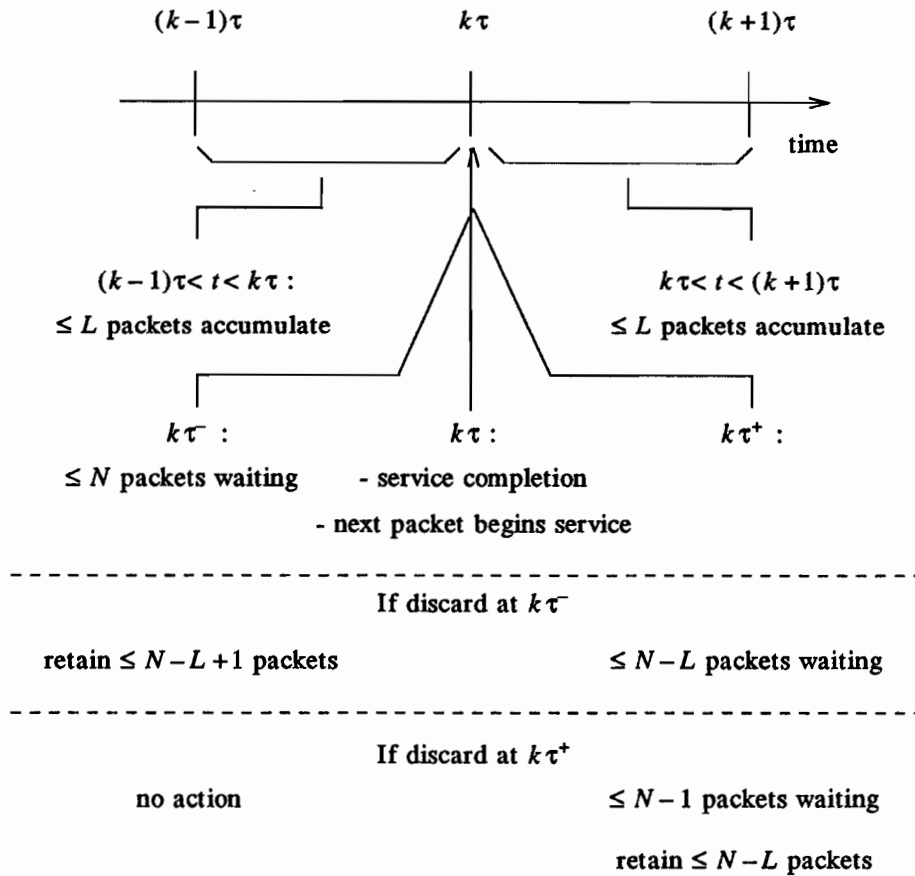 (k−1)τ kτ (k+1)τ
time
(k−1)τ< t< kτ : kτ< t< (k+1)τ
≤ L packets accumulate ≤ L packets accumulate
kτ⁻ : kτ : kτ⁺ :
≤ N packets waiting - service completion
- next packet begins service
If discard at kτ⁻
retain ≤ N−L+1 packets ≤ N−L packets waiting
If discard at kτ⁺
no action ≤ N−1 packets waiting
retain ≤ N−L packets